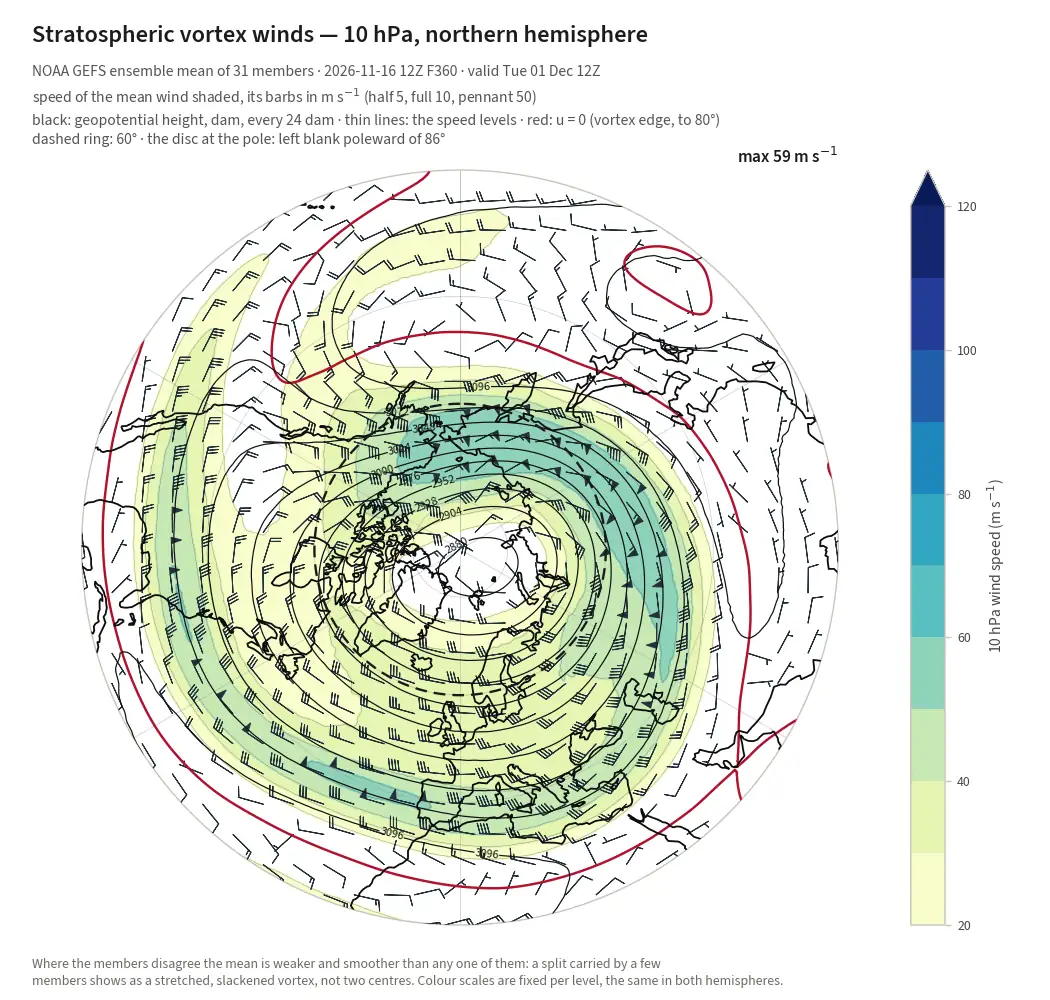 Stratospheric vortex winds — 10 hPa, northern hemisphere
NOAA GEFS ensemble mean of 31 members · 2026-11-16 12Z F360 · valid Tue 01 Dec 12Z
speed of the mean wind shaded, its barbs in m s⁻¹ (half 5, full 10, pennant 50)
black: geopotential height, dam, every 24 dam · thin lines: the speed levels · red: u = 0 (vortex edge, to 80°)
dashed ring: 60° · the disc at the pole: left blank poleward of 86°
max 59 m s⁻¹
120
100
80
60
40
20
10 hPa wind speed (m s⁻¹)
3096
2952
2928
2904
2880
3096
3096
Where the members disagree the mean is weaker and smoother than any one of them: a split carried by a few
members shows as a stretched, slackened vortex, not two centres. Colour scales are fixed per level, the same in both hemispheres.